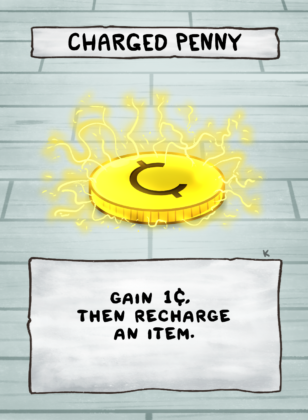 CHARGED PENNY
¢
K
GAIN 1¢,
THEN RECHARGE
AN ITEM.